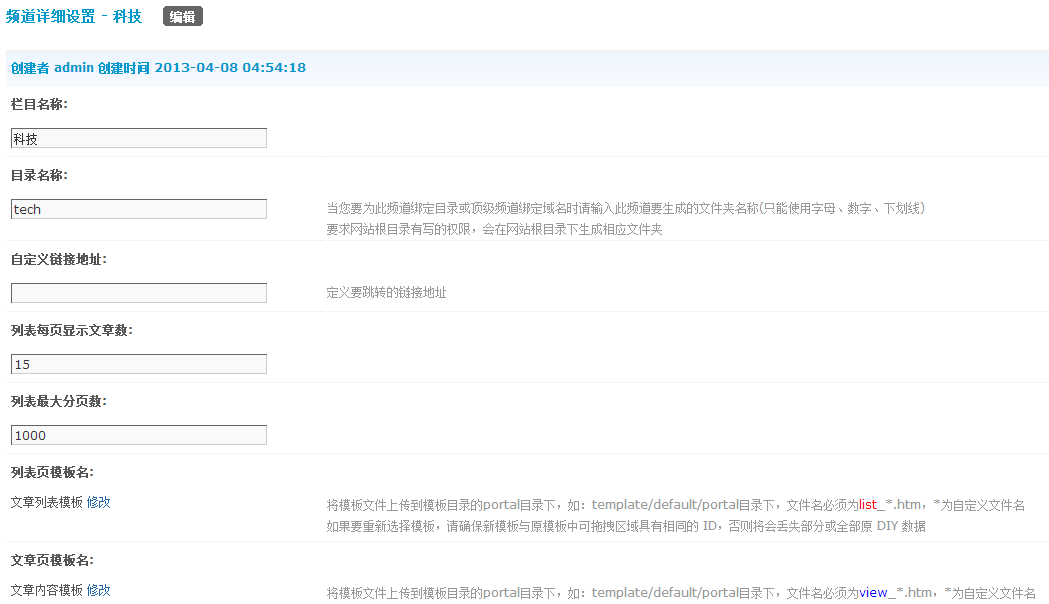 频道详细设置 - 科技 编辑
创建者 admin 创建时间 2013-04-08 04:54:18
栏目名称:
科技
目录名称:
tech
当您要为此频道绑定目录或顶级频道绑定域名时请输入此频道要生成的文件夹名称(只能使用字母、数字、下划线)
要求网站根目录有写的权限，会在网站根目录下生成相应文件夹
自定义链接地址:
定义要跳转的链接地址
列表每页显示文章数:
15
列表最大分页数:
1000
列表页模板名:
文章列表模板 修改
将模板文件上传到模板目录的portal目录下，如：template/default/portal目录下，文件名必须为list_*.htm，*为自定义文件名
如果要重新选择模板，请确保新模板与原模板中可拖拽区域具有相同的 ID，否则将会丢失部分或全部原 DIY 数据
文章页模板名:
文章内容模板 修改
将模板文件上传到模板目录的portal目录下，如：template/default/portal目录下，文件名必须为view_*.htm，*为自定义文件名